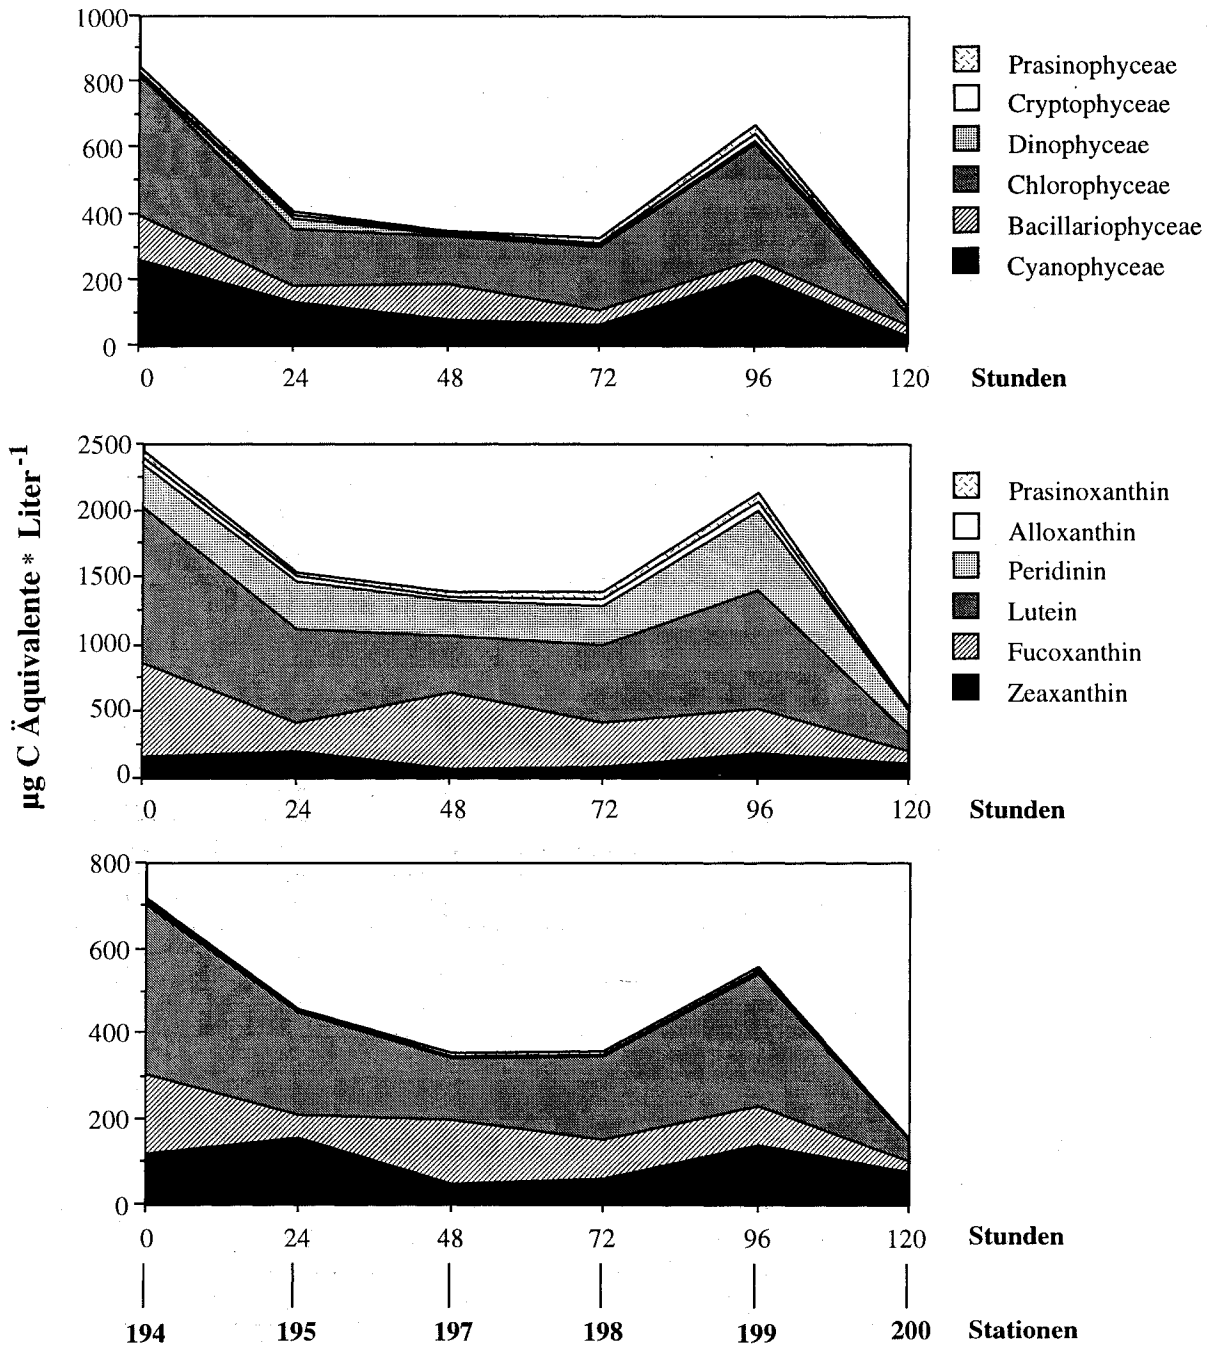 1000
800
600
400
200
0
0 24 48 72 96 120 Stunden
Prasinophyceae
Cryptophyceae
Dinophyceae
Chlorophyceae
Bacillariophyceae
Cyanophyceae
µg C Äquivalente * Liter-1
2500
2000
1500
1000
500
0
0 24 48 72 96 120 Stunden
Prasinoxanthin
Alloxanthin
Peridinin
Lutein
Fucoxanthin
Zeaxanthin
800
600
400
200
0
0 24 48 72 96 120 Stunden
194 195 197 198 199 200 Stationen